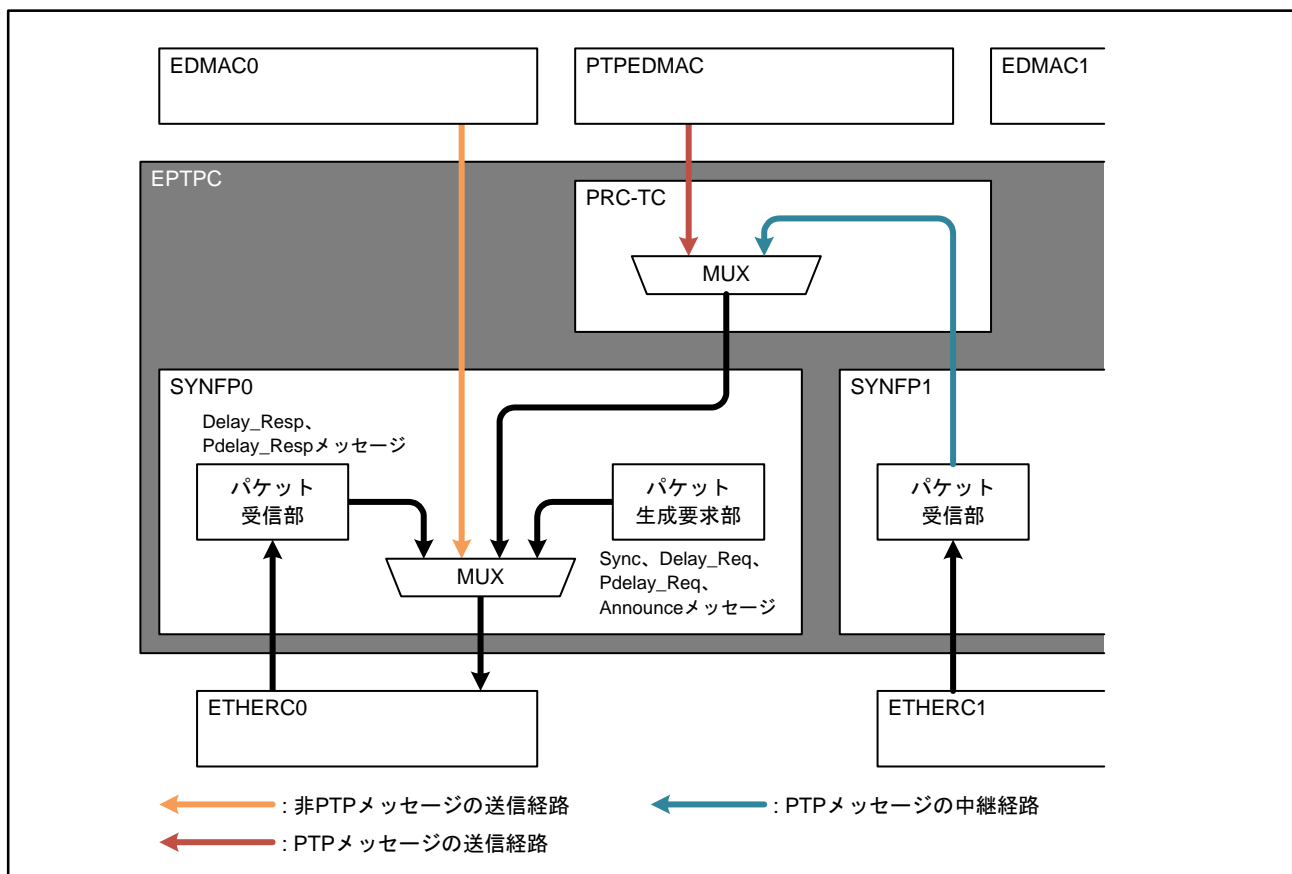 EDMAC0
PTPEDMAC
EDMAC1
EPTPC
PRC-TC
MUX
SYNFP0
SYNFP1
Delay_Resp、
Pdelay_Respメッセージ
パケット
受信部
パケット
生成要求部
パケット
受信部
MUX
Sync、Delay_Req、
Pdelay_Req、
Announceメッセージ
ETHERC0
ETHERC1
: 非PTPメッセージの送信経路
: PTPメッセージの中継経路
: PTPメッセージの送信経路